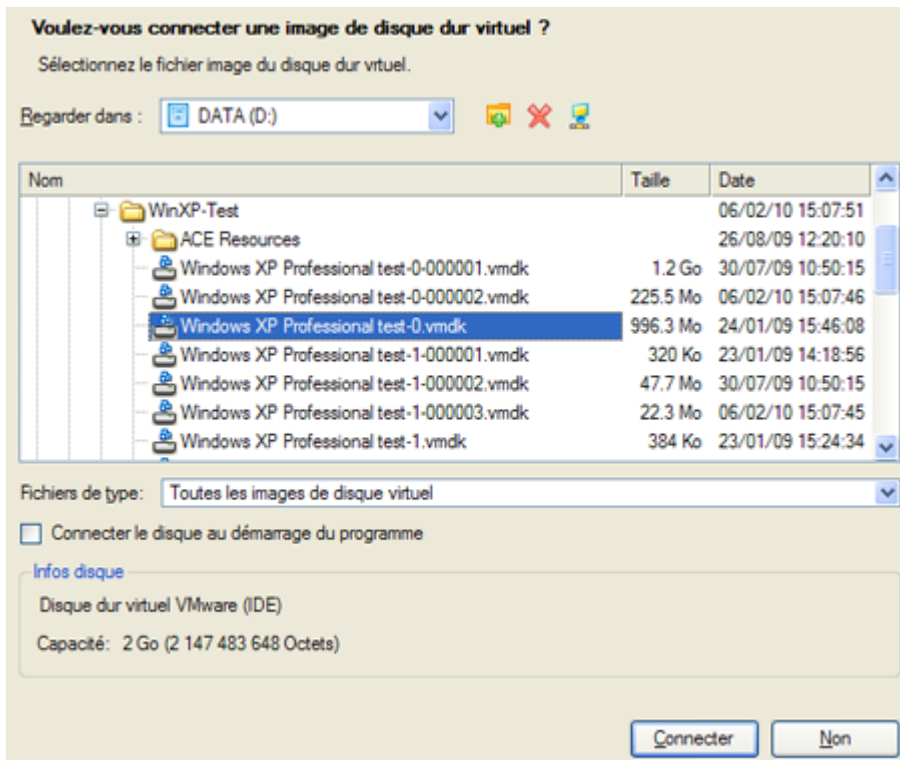 Voulez-vous connecter une image de disque dur virtuel ?
Sélectionnez le fichier image du disque dur vrtuel.
Regarder dans : DATA (D:)
Nom Taille Date
WinXP-Test 06/02/10 15:07:51
ACE Resources 26/08/09 12:20:10
Windows XP Professional test-0-000001.vmdk 1.2 Go 30/07/09 10:50:15
Windows XP Professional test-0-000002.vmdk 225.5 Mo 06/02/10 15:07:46
Windows XP Professional test-0.vmdk 996.3 Mo 24/01/09 15:46:08
Windows XP Professional test-1-000001.vmdk 320 Ko 23/01/09 14:18:56
Windows XP Professional test-1-000002.vmdk 47.7 Mo 30/07/09 10:50:15
Windows XP Professional test-1-000003.vmdk 22.3 Mo 06/02/10 15:07:45
Windows XP Professional test-1.vmdk 384 Ko 23/01/09 15:24:34
Fichiers de type: Toutes les images de disque virtuel
Connecter le disque au démarrage du programme
Infos disque
Disque dur virtuel VMware (IDE)
Capacité: 2 Go (2 147 483 648 Octets)
Connecter Non